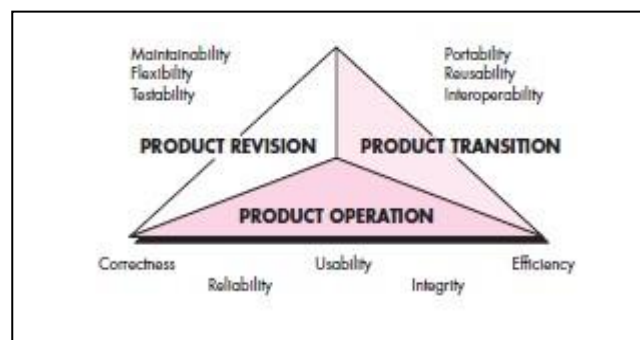 Maintainability
Flexibility
Testability
Portability
Reusability
Interoperability
PRODUCT REVISION
PRODUCT TRANSITION
PRODUCT OPERATION
Correctness
Usability
Efficiency
Reliability
Integrity